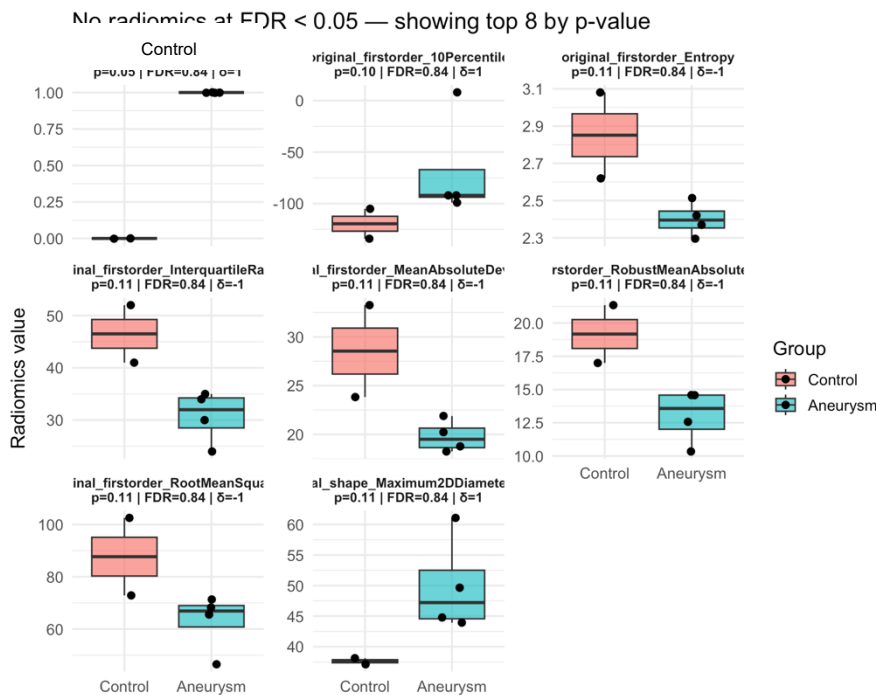 No radiomics at FDR < 0.05 — showing top 8 by p-value
Control
p=0.05 | FDR=0.84 | δ=1
original_firstorder_10Percentile
p=0.10 | FDR=0.84 | δ=1
original_firstorder_Entropy
p=0.11 | FDR=0.84 | δ=-1
1.00
0.75
0.50
0.25
0.00
0
-50
-100
3.1
2.9
2.7
2.5
2.3
inal_firstorder_InterquartileRa
p=0.11 | FDR=0.84 | δ=-1
al_firstorder_MeanAbsoluteDev
p=0.11 | FDR=0.84 | δ=-1
rstorder_RobustMeanAbsolute
p=0.11 | FDR=0.84 | δ=-1
50
40
30
30
25
20
20.0
17.5
15.0
12.5
10.0
Control
Aneurysm
inal_firstorder_RootMeanSqua
p=0.11 | FDR=0.84 | δ=-1
al_shape_Maximum2DDiamete
p=0.11 | FDR=0.84 | δ=1
100
80
60
60
55
50
45
40
Control
Aneurysm
Control
Aneurysm
Radiomics value
Group
Control
Aneurysm